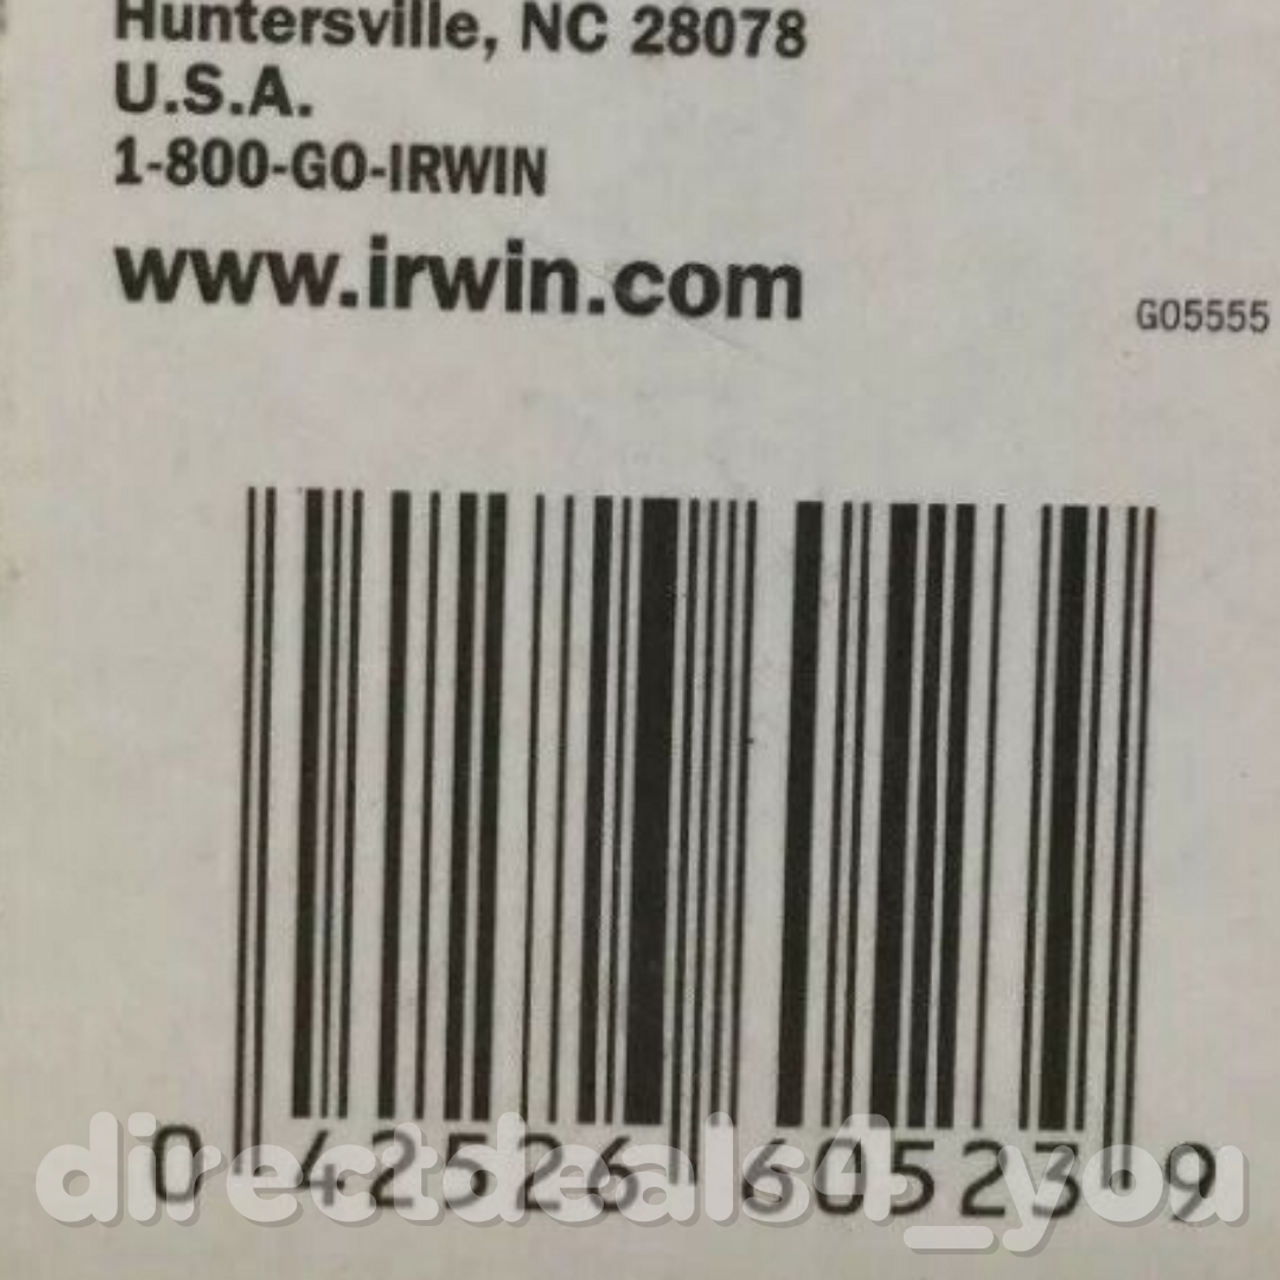 Huntersville, NC 28078
U.S.A.
1-800-GO-IRWIN
www.irwin.com
G05555
0 42526 60523 9
directdeals4_you